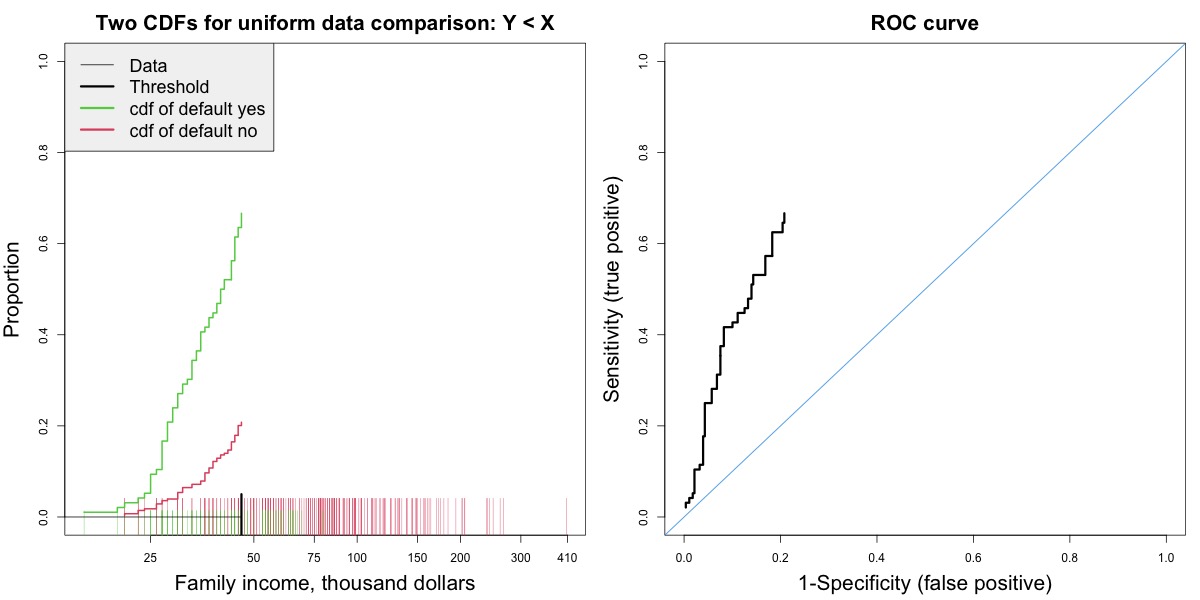 Two CDFs for uniform data comparison: Y < X
Data
Threshold
cdf of default yes
cdf of default no
Proportion
1.0
0.8
0.6
0.4
0.2
0.0
25 50 75 100 150 200 300 410
Family income, thousand dollars
ROC curve
Sensitivity (true positive)
1.0
0.8
0.6
0.4
0.2
0.0
0.0 0.2 0.4 0.6 0.8 1.0
1-Specificity (false positive)